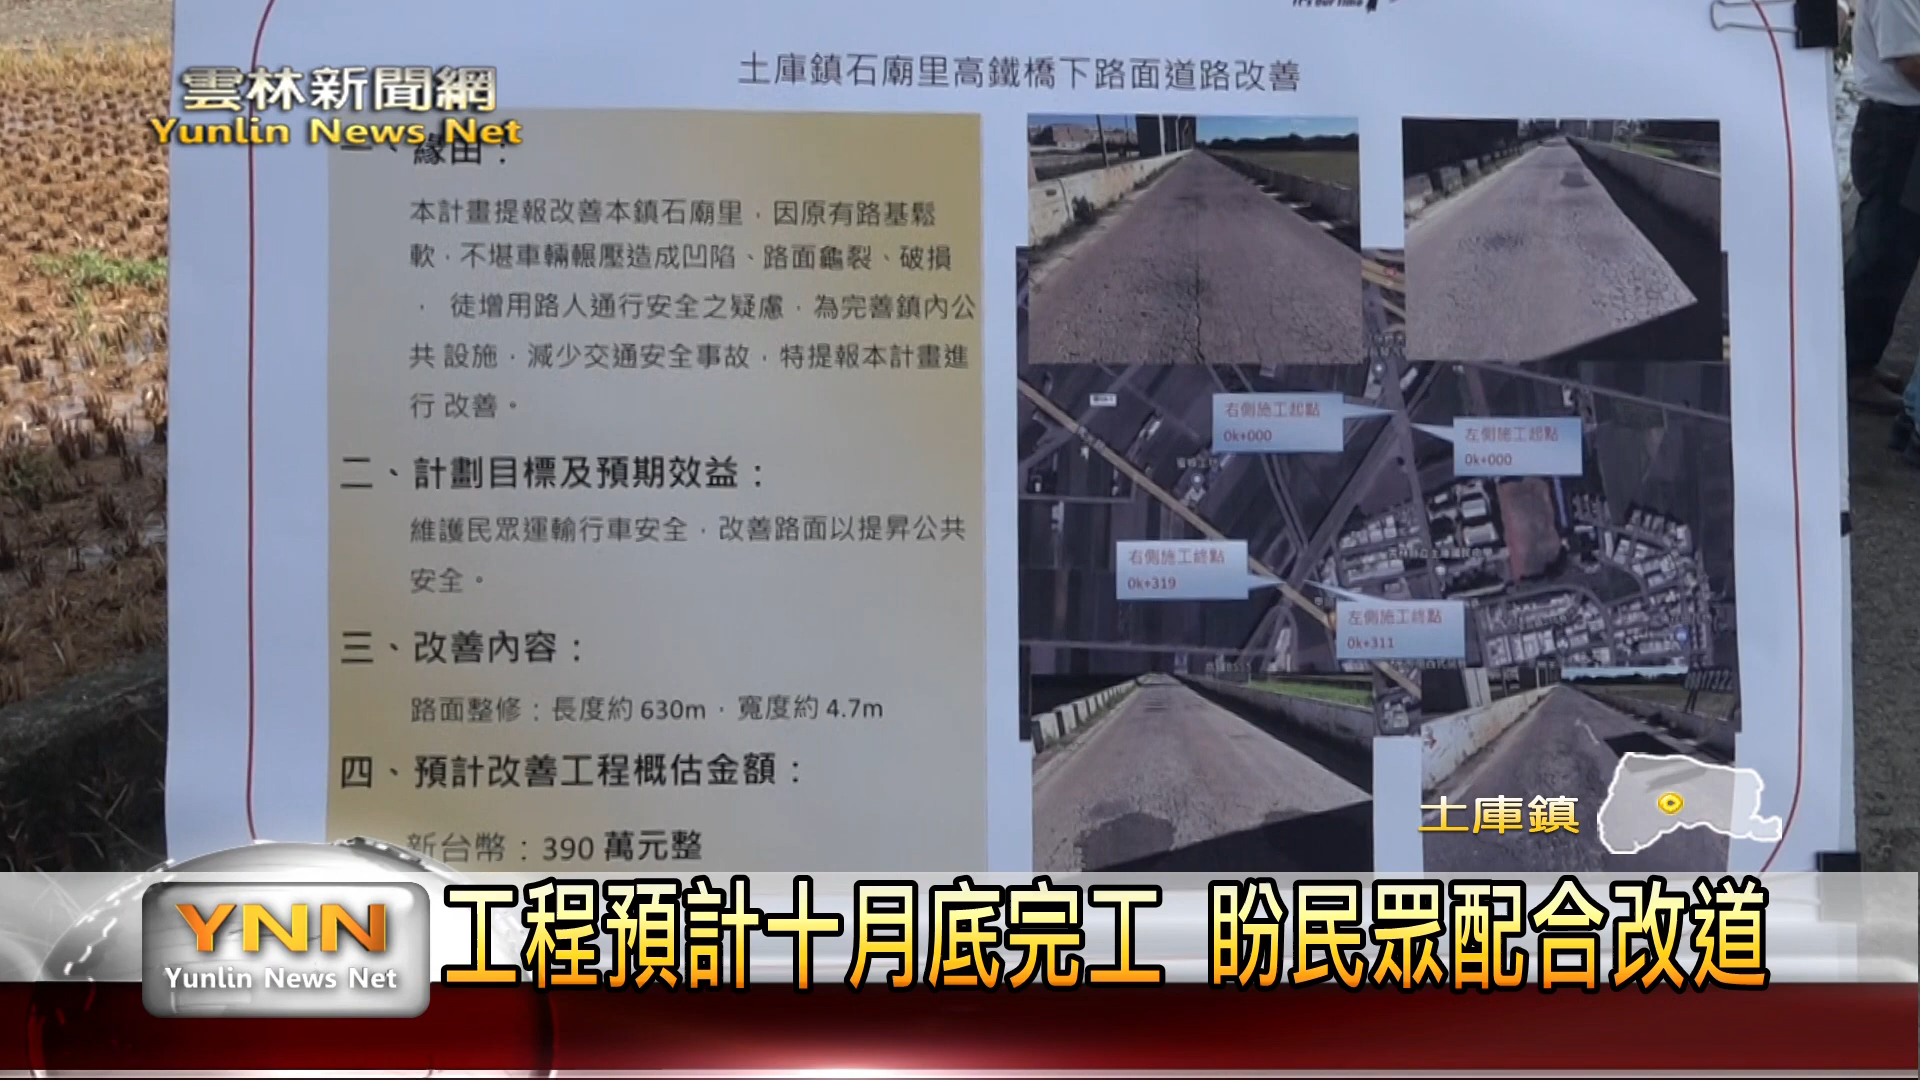 It's our time
土庫鎮石廟里高鐵橋下路面道路改善
雲林新聞網
Yunlin News Net
一、緣由：
本計畫提報改善本鎮石廟里，因原有路基鬆
軟，不堪車輛輾壓造成凹陷、路面龜裂、破損
， 徒增用路人通行安全之疑慮，為完善鎮內公
共 設施，減少交通安全事故，特提報本計畫進
行 改善。
二、計劃目標及預期效益：
維護民眾運輸行車安全，改善路面以提昇公共
安全。
三、改善內容：
路面整修：長度約 630m，寬度約 4.7m
四、預計改善工程概估金額：
新台幣：390 萬元整
右側施工起點
0k+000
左側施工起點
0k+000
右側施工終點
0k+319
左側施工終點
0k+311
土庫鎮
YNN
Yunlin News Net
工程預計十月底完工 盼民眾配合改道